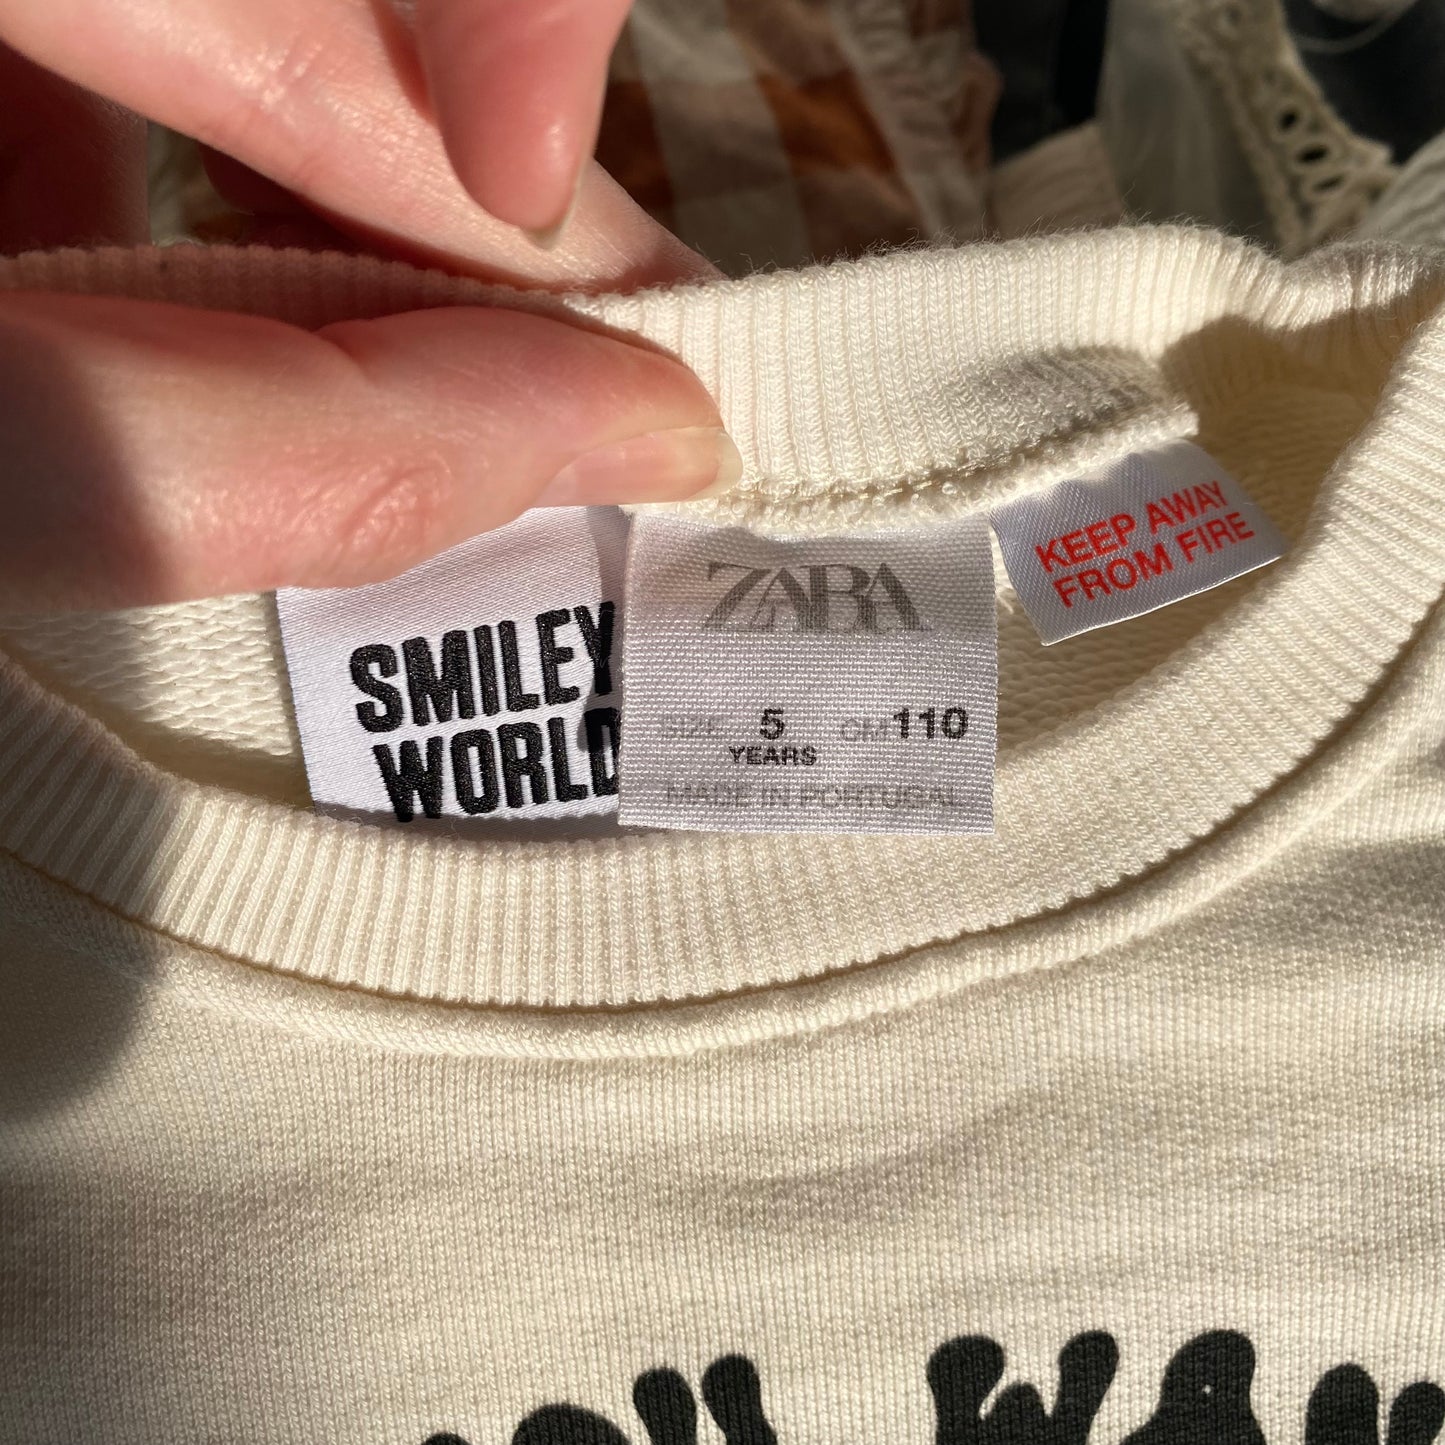 SMILEY
WORLD
ZARA
SIZE 5 CM 110
YEARS
MADE IN PORTUGAL
KEEP AWAY
FROM FIRE